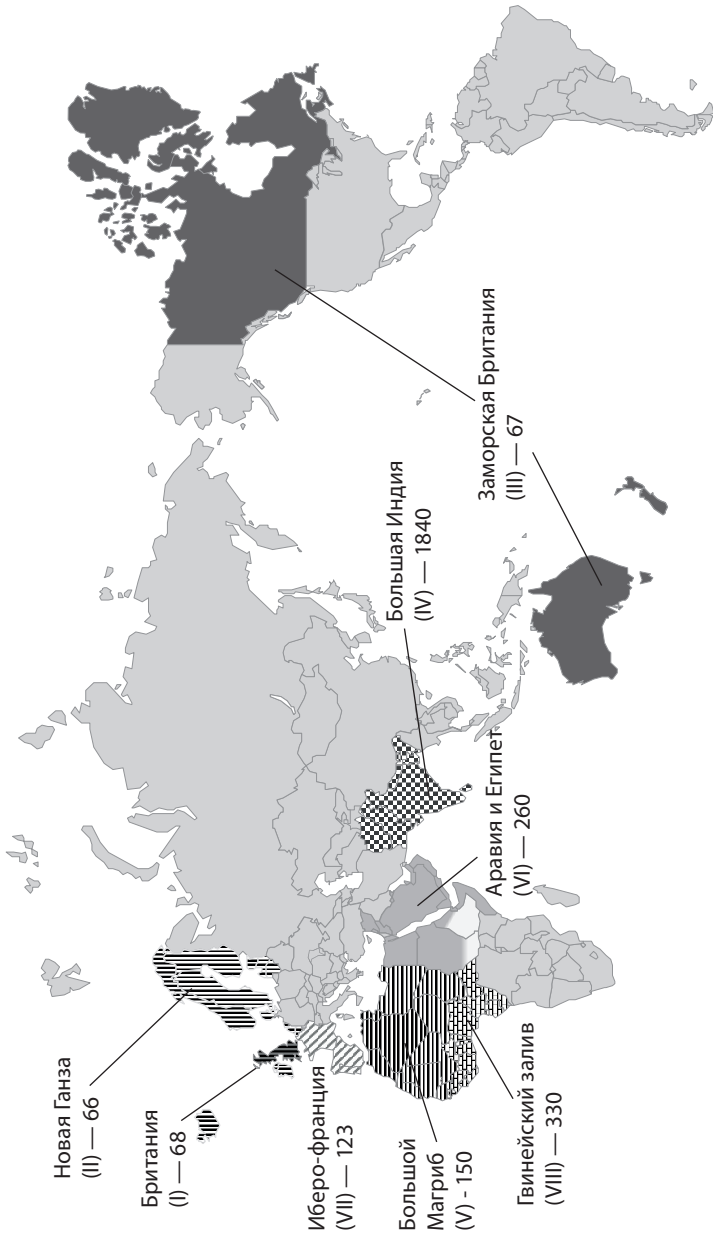 Новая Ганза
(II) — 66
Британия
(I) — 68
Иберо-франция
(VII) — 123
Большой
Магриб
(V) - 150
Гвинейский залив
(VIII) — 330
Аравия и Египет
(VI) — 260
Большая Индия
(IV) — 1840
Заморская Британия
(III) — 67